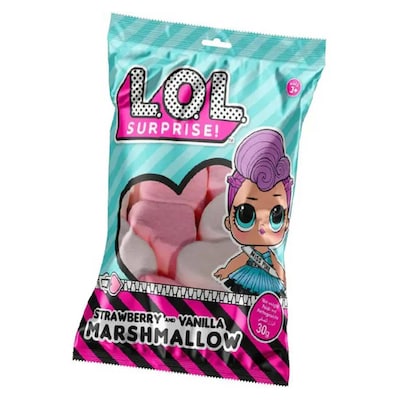 L.O.L.
SURPRISE!
STRAWBERRY AND VANILLA
MARSHMALLOW
30g